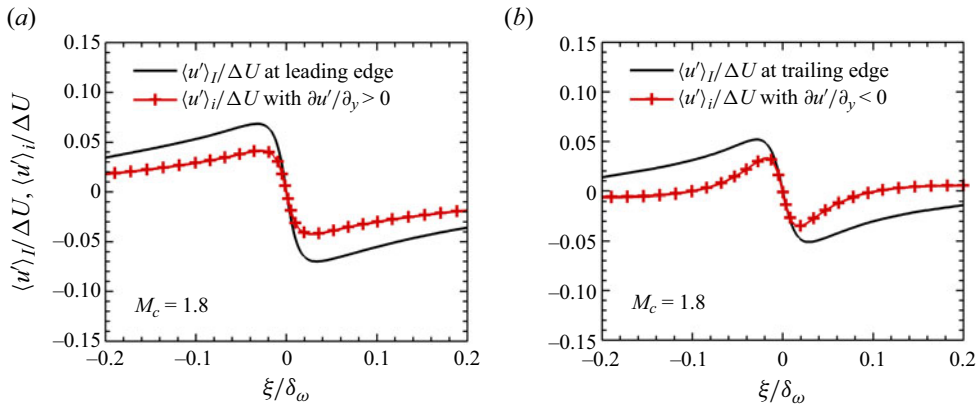 (a)
0.15
0.10
0.05
0
–0.05
–0.10
–0.15
⟨u′⟩I/ΔU, ⟨u′⟩i/ΔU
⟨u′⟩I/ΔU at leading edge
⟨u′⟩i/ΔU with ∂u′/∂y > 0
Mc = 1.8
–0.2 –0.1 0 0.1 0.2
ξ/δω
(b)
0.15
0.10
0.05
0
–0.05
–0.10
–0.15
⟨u′⟩I/ΔU at trailing edge
⟨u′⟩i/ΔU with ∂u′/∂y < 0
Mc = 1.8
–0.2 –0.1 0 0.1 0.2
ξ/δω